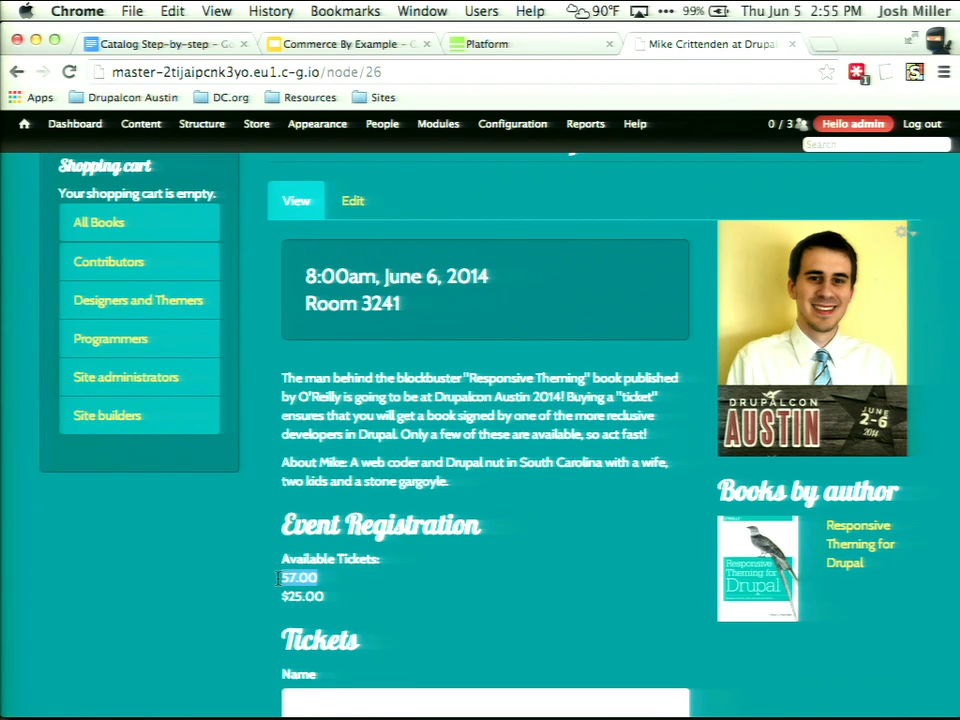 Chrome File Edit View History Bookmarks Window Users Help 90°F 99% Thu Jun 5 2:55 PM Josh Miller
Catalog Step-by-step - Go × Commerce By Example - × Platform × Mike Crittenden at Drupal ×
master-2tijaipcnk3yo.eu1.c-g.io/node/26
Apps Drupalcon Austin DC.org Resources Sites
Dashboard Content Structure Store Appearance People Modules Configuration Reports Help 0 / 3 Hello admin Log out
Search
Shopping cart
Your shopping cart is empty.
All Books
Contributors
Designers and Themers
Programmers
Site administrators
Site builders
View Edit
8:00am, June 6, 2014
Room 3241
The man behind the blockbuster "Responsive Theming" book published
by O'Reilly is going to be at Drupalcon Austin 2014! Buying a "ticket"
ensures that you will get a book signed by one of the more reclusive
developers in Drupal. Only a few of these are available, so act fast!
About Mike: A web coder and Drupal nut in South Carolina with a wife,
two kids and a stone gargoyle.
Event Registration
Available Tickets:
57.00
$25.00
Tickets
Name
DRUPALCON
AUSTIN
JUNE
2-6
2014
Books by author
Responsive
Theming for
Drupal
Responsive
Theming for
Drupal